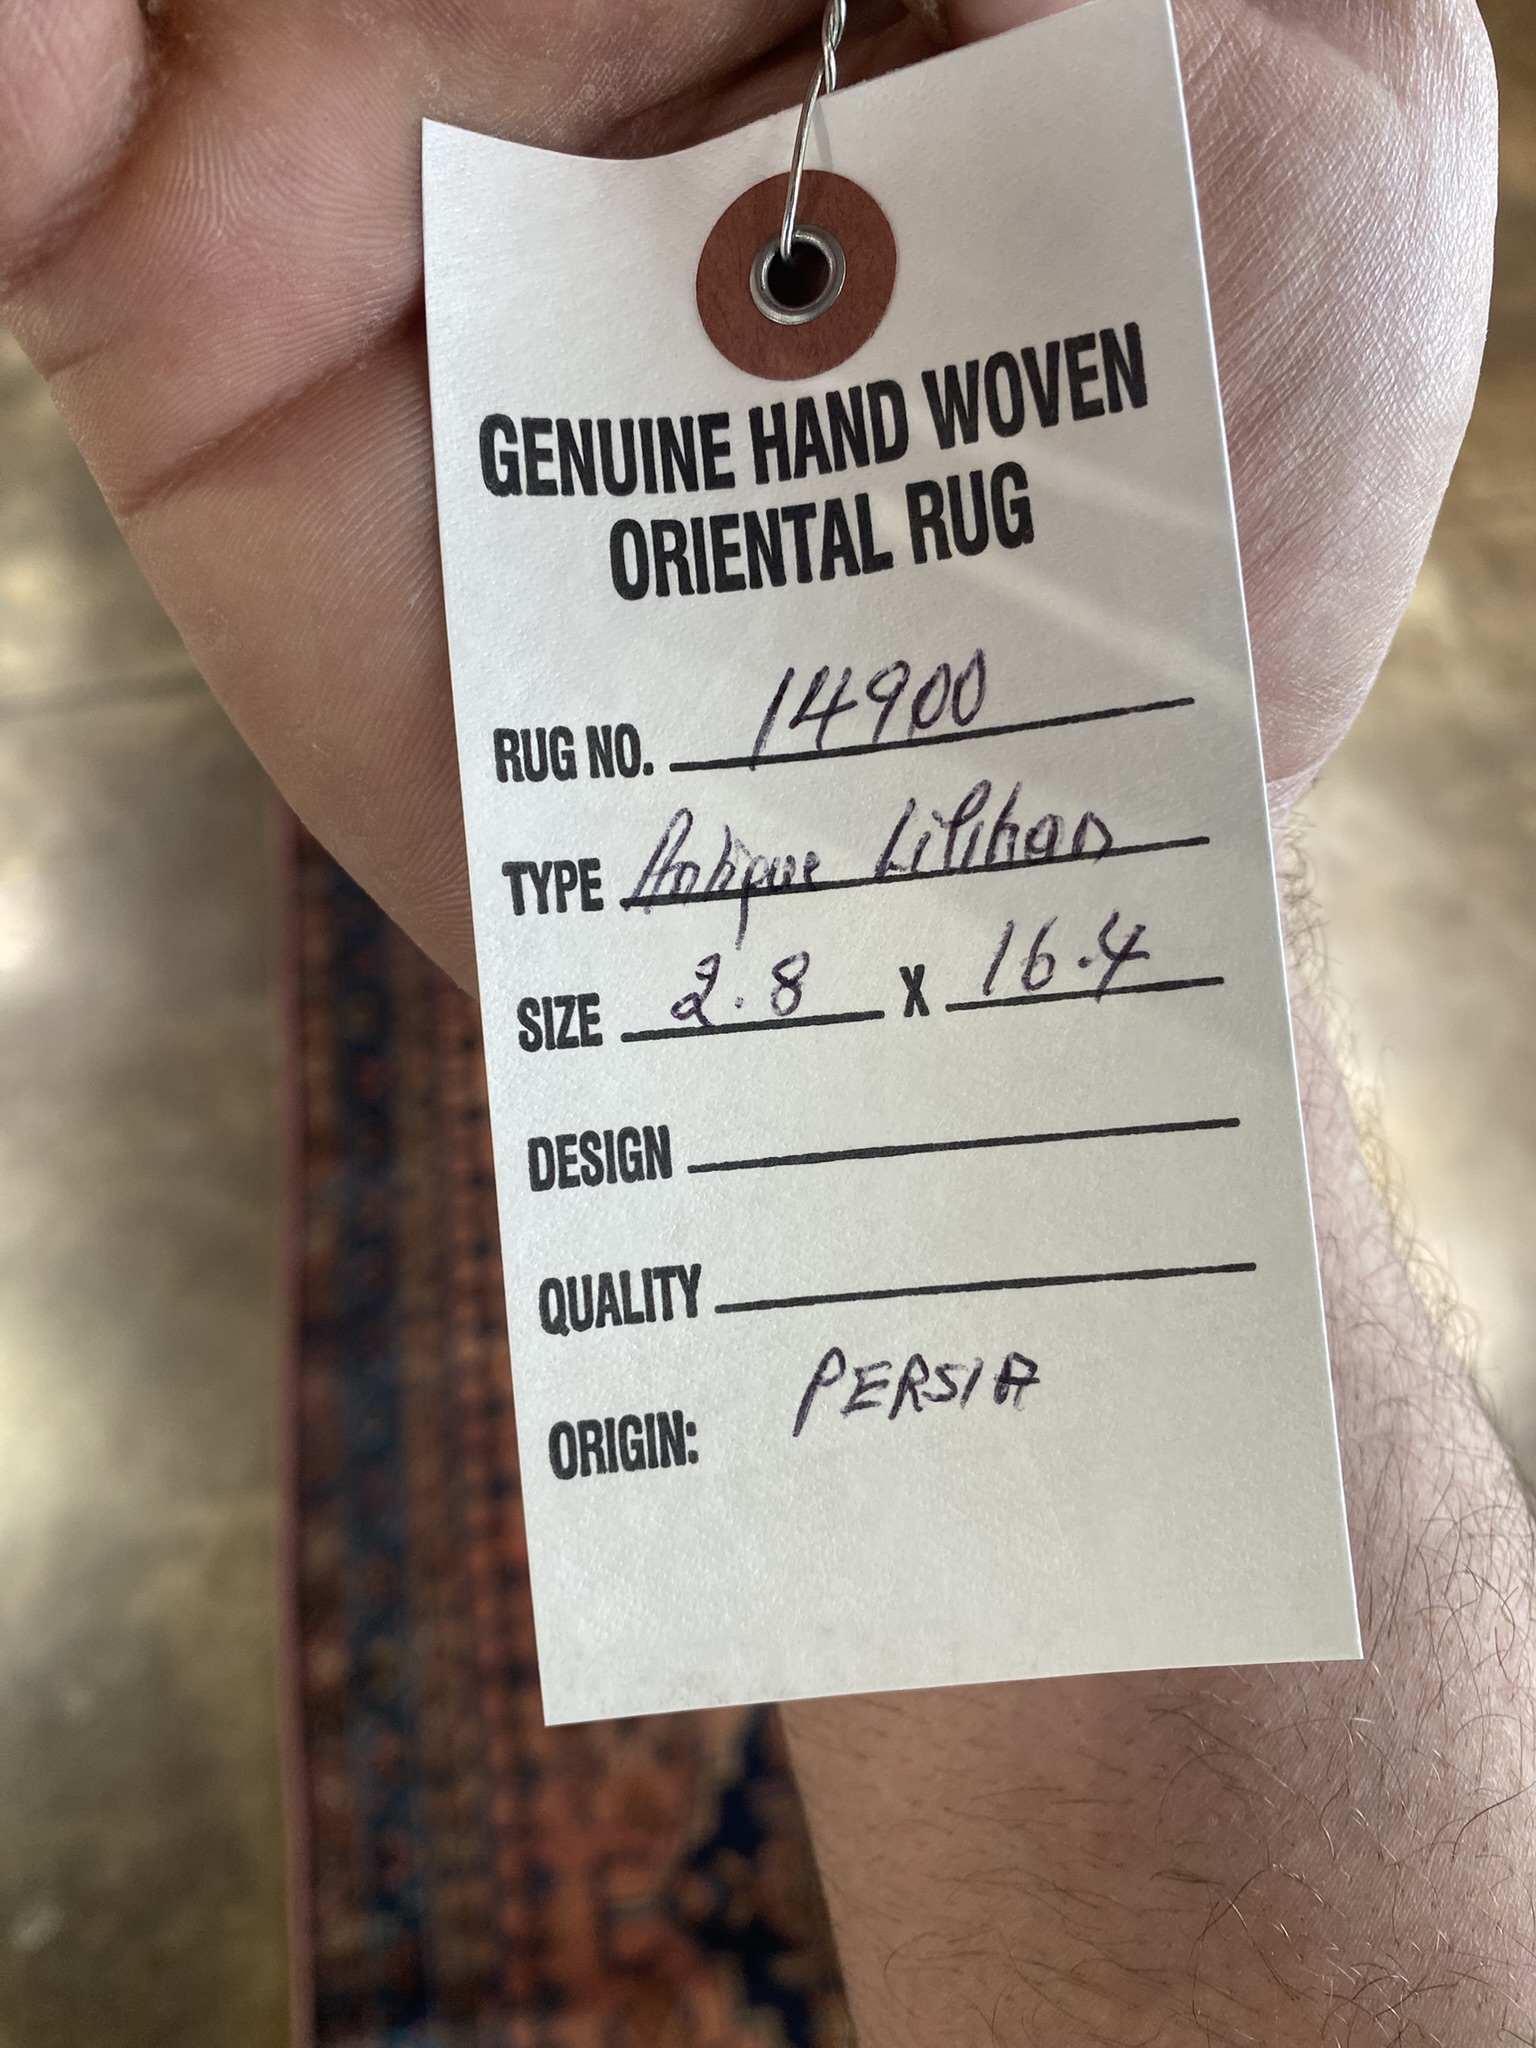 GENUINE HAND WOVEN
ORIENTAL RUG
RUG NO. 14900
TYPE Antique Lilihan
SIZE 2.8 X 16.4
DESIGN
QUALITY
ORIGIN: PERSIA